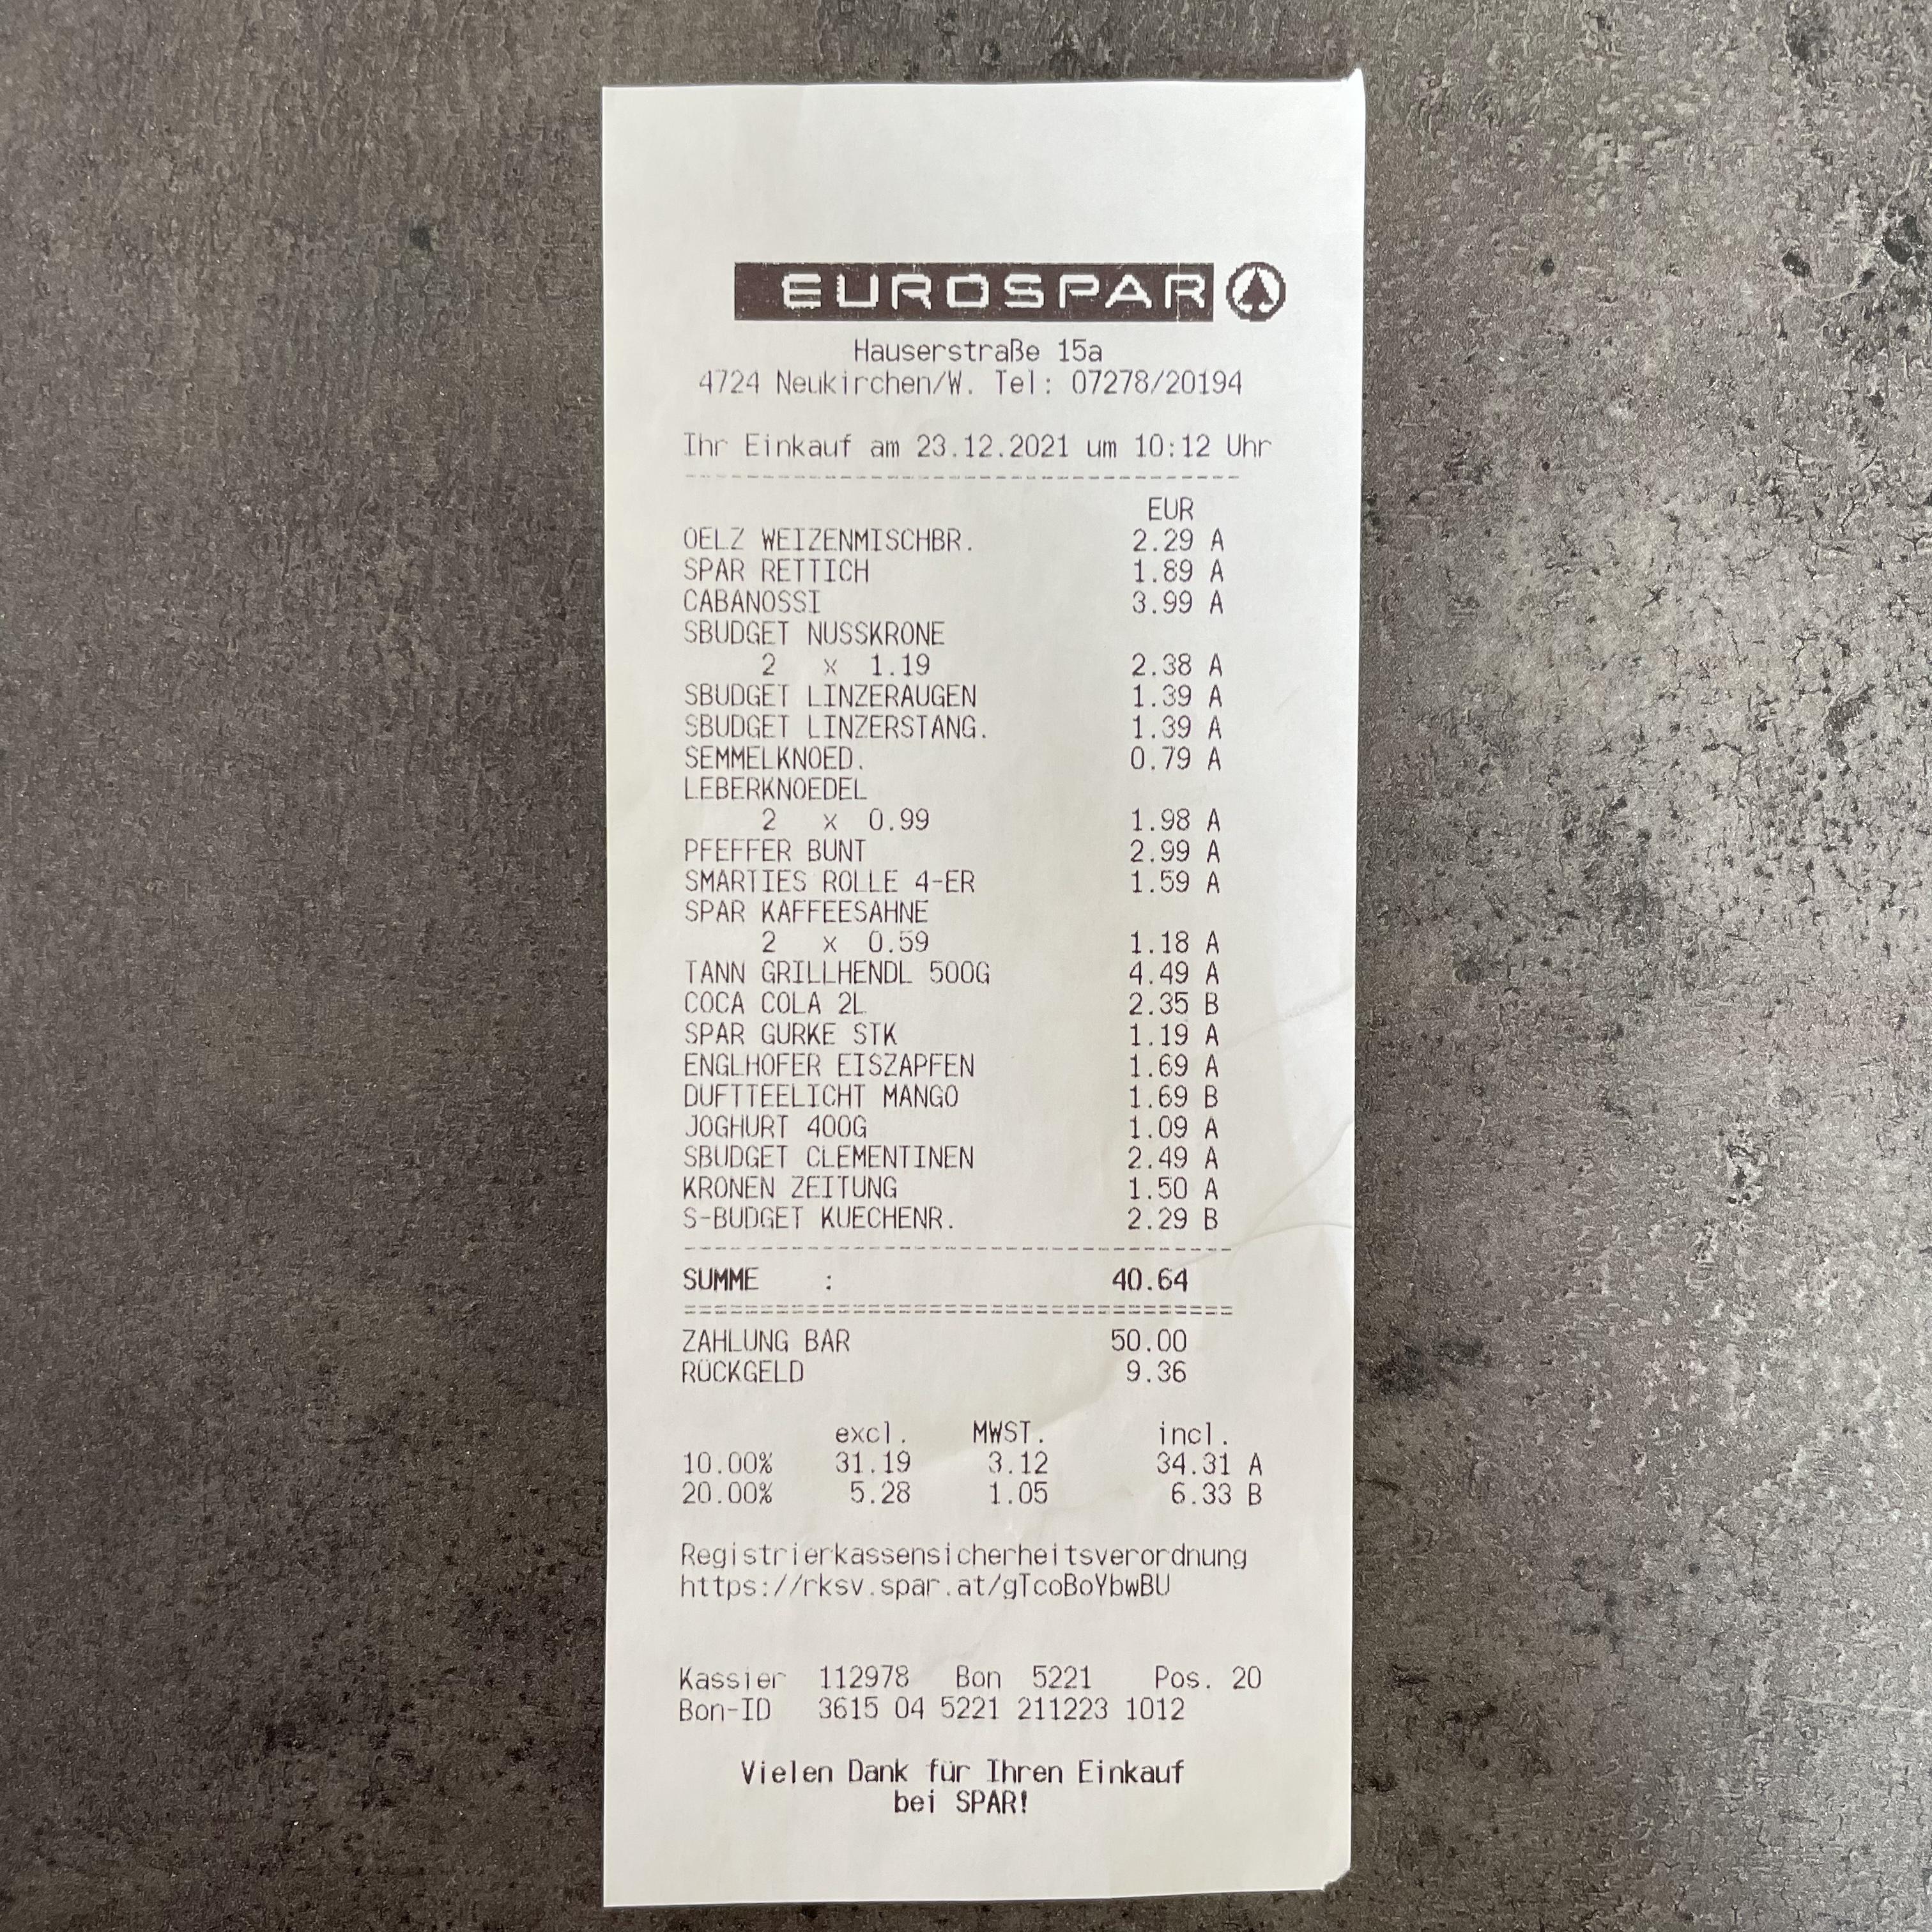 EUROSPAR
Hauserstraße 15a
4724 Neukirchen/W. Tel: 07278/20194
Ihr Einkauf am 23.12.2021 um 10:12 Uhr
------------------------------------
EUR
OELZ WEIZENMISCHBR. 2.29 A
SPAR RETTICH 1.89 A
CABANOSSI 3.99 A
SBUDGET NUSSKRONE
2 x 1.19 2.38 A
SBUDGET LINZERAUGEN 1.39 A
SBUDGET LINZERSTANG. 1.39 A
SEMMELKNOED. 0.79 A
LEBERKNOEDEL
2 x 0.99 1.98 A
PFEFFER BUNT 2.99 A
SMARTIES ROLLE 4-ER 1.59 A
SPAR KAFFEESAHNE
2 x 0.59 1.18 A
TANN GRILLHENDL 500G 4.49 A
COCA COLA 2L 2.35 B
SPAR GURKE STK 1.19 A
ENGLHOFER EISZAPFEN 1.69 A
DUFTTEELICHT MANGO 1.69 B
JOGHURT 400G 1.09 A
SBUDGET CLEMENTINEN 2.49 A
KRONEN ZEITUNG 1.50 A
S-BUDGET KUECHENR. 2.29 B
------------------------------------
SUMME : 40.64
====================================
ZAHLUNG BAR 50.00
RÜCKGELD 9.36
excl. MWST. incl.
10.00% 31.19 3.12 34.31 A
20.00% 5.28 1.05 6.33 B
Registrierkassensicherheitsverordnung
https://rksv.spar.at/gTcoBoYbwBU
Kassier 112978 Bon 5221 Pos. 20
Bon-ID 3615 04 5221 211223 1012
Vielen Dank für Ihren Einkauf
bei SPAR!